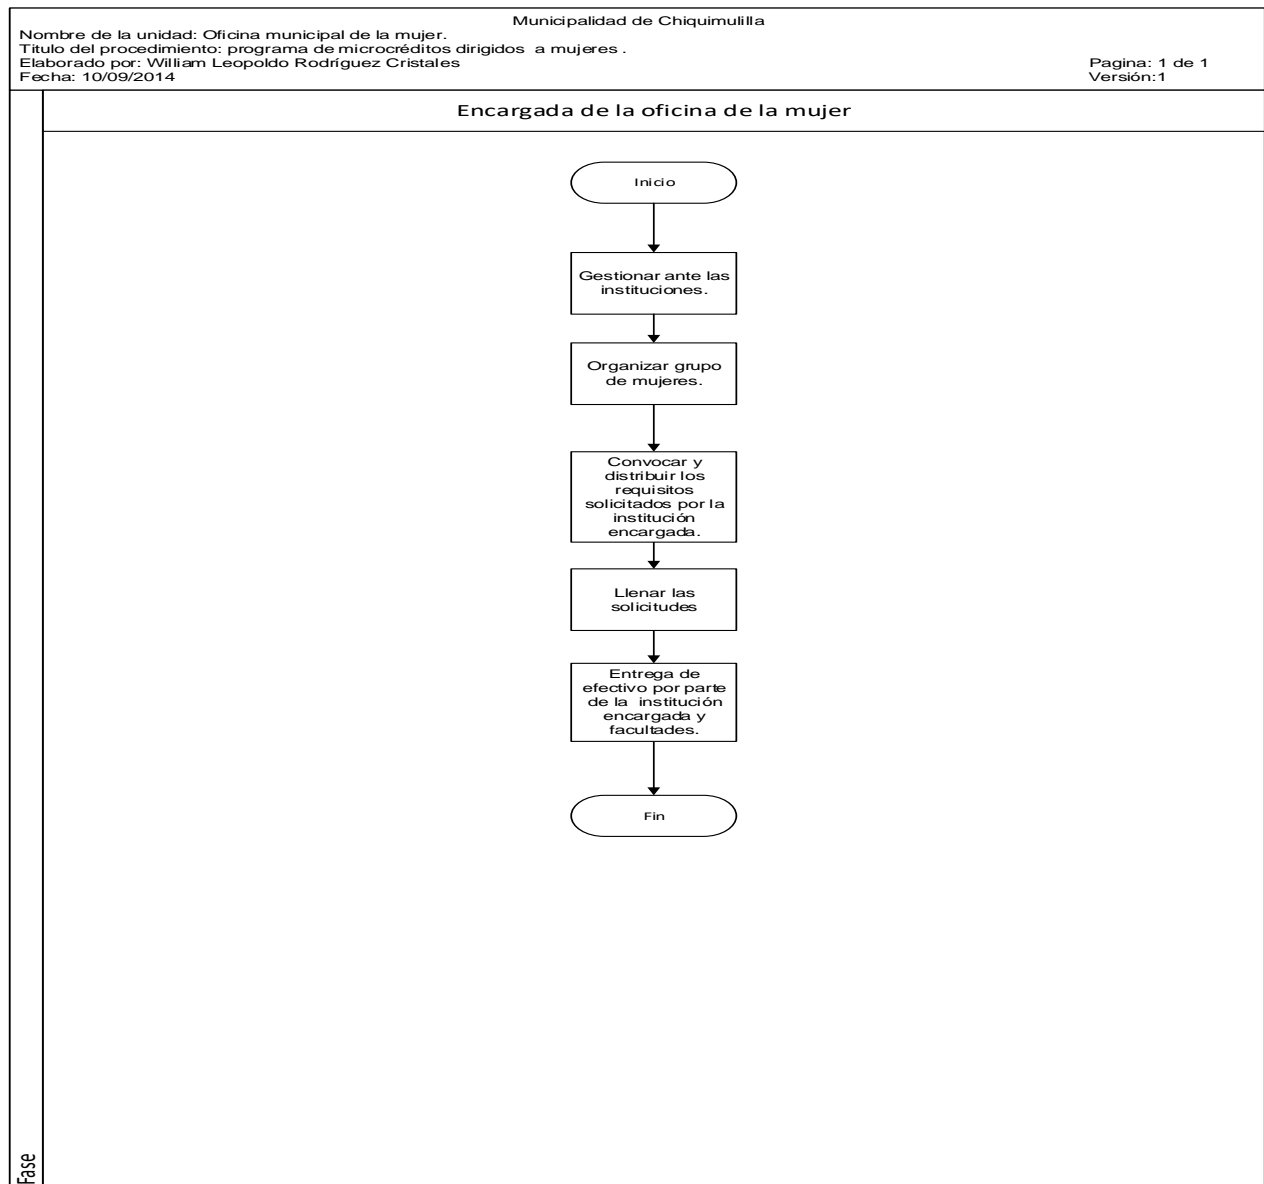 Municipalidad de Chiquimulilla
Nombre de la unidad: Oficina municipal de la mujer.
Titulo del procedimiento: programa de microcréditos dirigidos  a mujeres .
Elaborado por: William Leopoldo Rodríguez Cristales
Pagina: 1 de 1
Fecha: 10/09/2014
Versión:1
Encargada de la oficina de la mujer
Inicio
Gestionar ante las
instituciones.
Organizar grupo
de mujeres.
Convocar y
distribuir los
requisitos
solicitados por la
institución
encargada.
Llenar las
solicitudes
Entrega de
efectivo por parte
de la  institución
encargada y
facultades.
Fin
Fase